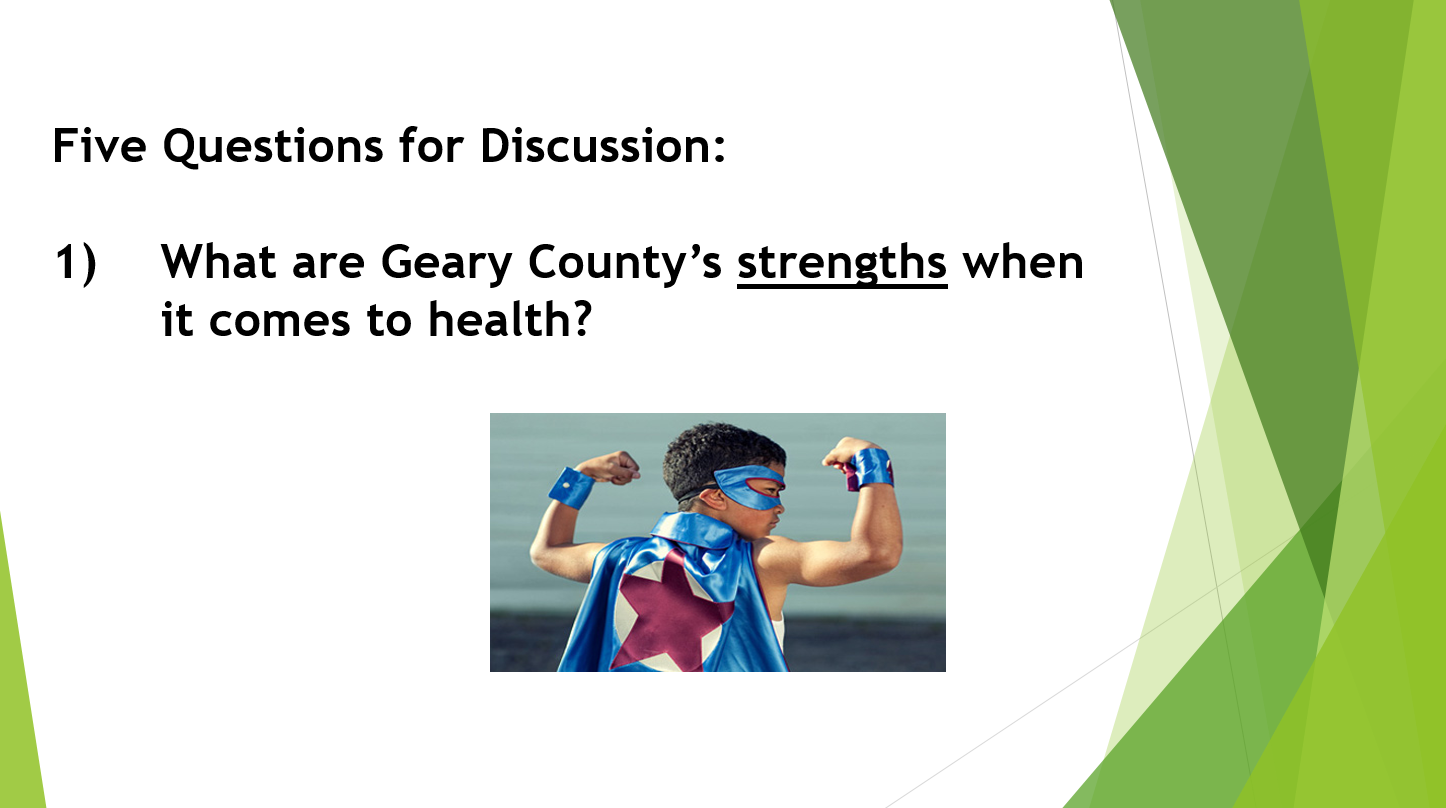 Five Questions for Discussion:
1) What are Geary County’s strengths when
it comes to health?